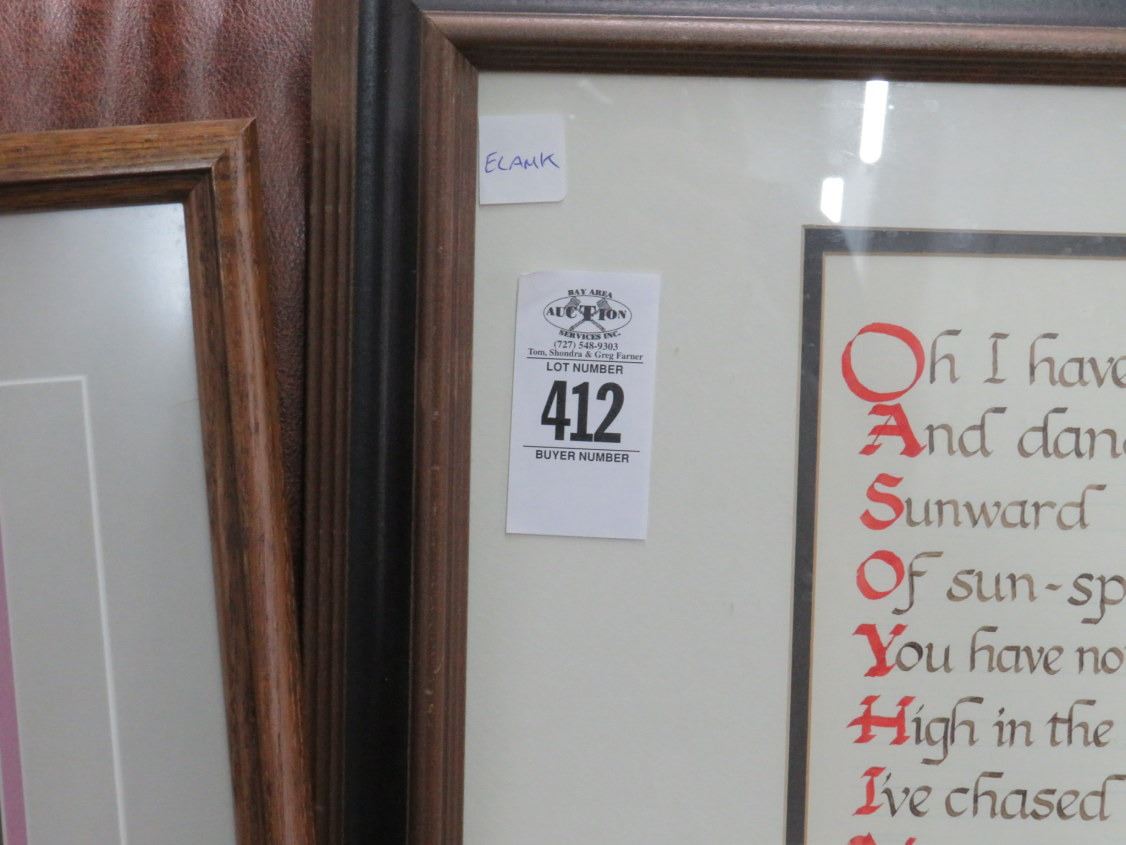 ELAMK
BAY AREA
AUCTION
SERVICES INC.
(727) 548-9303
Tom, Shondra & Greg Farner
LOT NUMBER
412
BUYER NUMBER
Oh I have
And danc
Sunward
Of sun-sp
You have no
High in the
I've chased